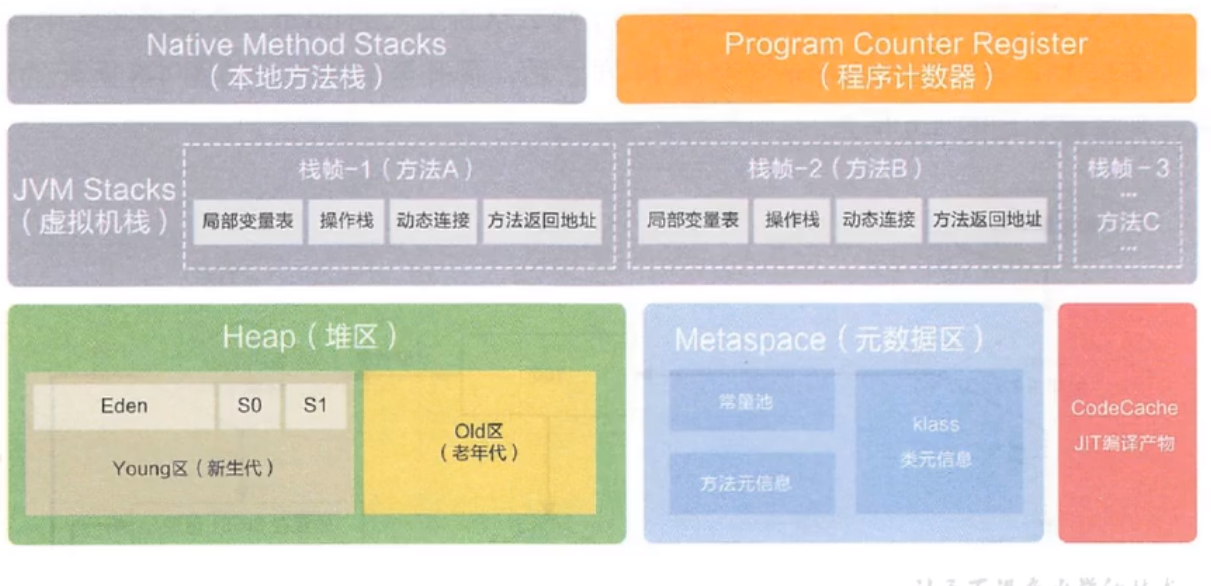 Native Method Stacks
（本地方法栈）
Program Counter Register
（程序计数器）
JVM Stacks
（虚拟机栈）
栈帧-1（方法A）
局部变量表
操作栈
动态连接
方法返回地址
栈帧-2（方法B）
局部变量表
操作栈
动态连接
方法返回地址
栈帧-3
...
方法C
...
Heap（堆区）
Eden
S0
S1
Young区（新生代）
Old区
（老年代）
Metaspace（元数据区）
常量池
方法元信息
klass
类元信息
CodeCache
JIT编译产物